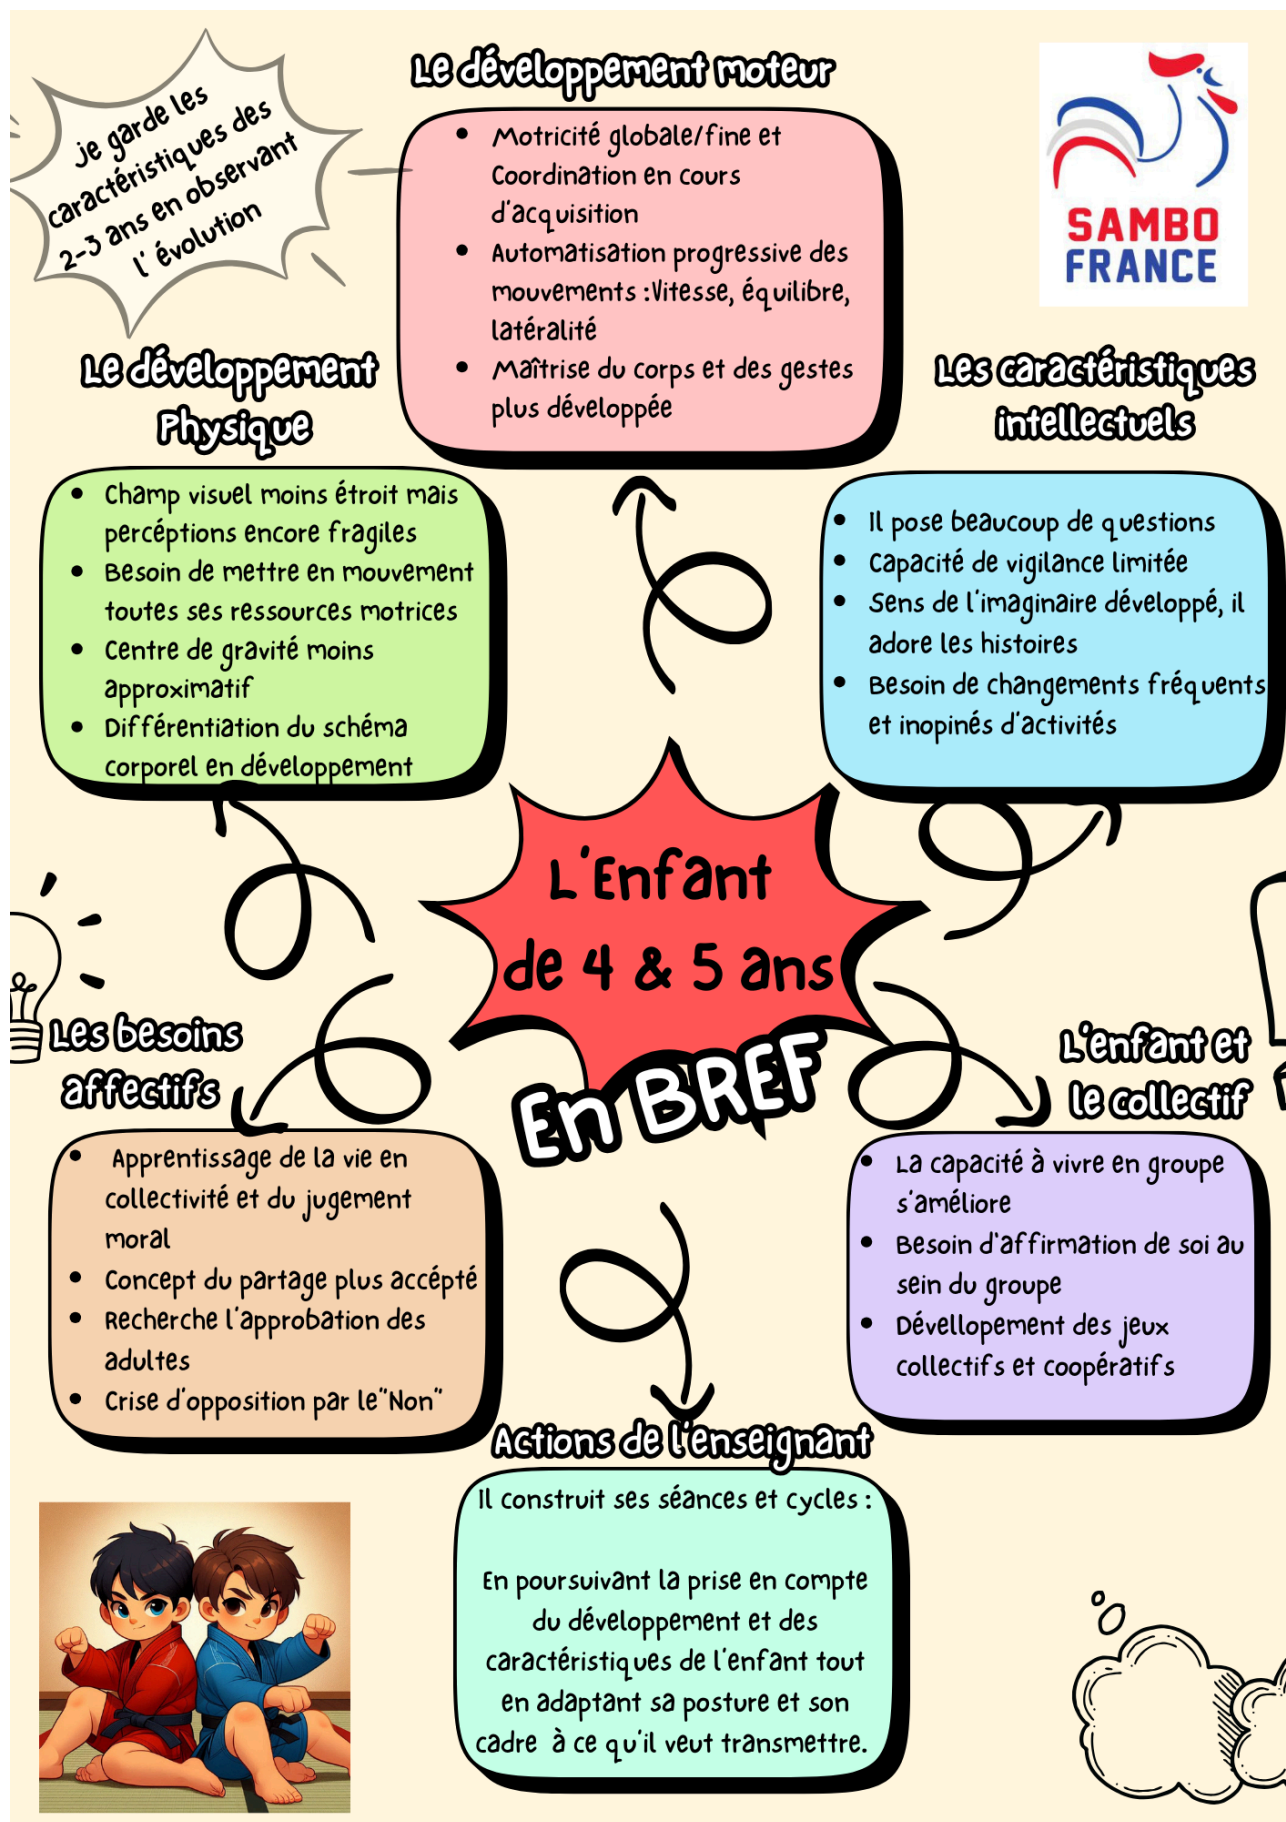 je garde les
caractéristiques des
2-3 ans en observant
l' évolution
Le développement moteur
• Motricité globale/fine et
Coordination en cours
d'acquisition
• Automatisation progressive des
mouvements :Vitesse, équilibre,
latéralité
• Maîtrise du corps et des gestes
plus développée
SAMBO
FRANCE
Le développement
Physique
• Champ visuel moins étroit mais
percéptions encore fragiles
• Besoin de mettre en mouvement
toutes ses ressources motrices
• Centre de gravité moins
approximatif
• Différentiation du schéma
corporel en développement
Les caractéristiques
intellectuels
• Il pose beaucoup de questions
• Capacité de vigilance limitée
• Sens de l'imaginaire développé, il
adore les histoires
• Besoin de changements fréquents
et inopinés d'activités
L'Enfant
de 4 & 5 ans
En BREF
Les besoins
affectifs
• Apprentissage de la vie en
collectivité et du jugement
moral
• Concept du partage plus accépté
• Recherche l'approbation des
adultes
• Crise d'opposition par le"Non"
L'enfant et
le collectif
• La capacité à vivre en groupe
s'améliore
• Besoin d'affirmation de soi au
sein du groupe
• Dévellopement des jeux
collectifs et coopératifs
Actions de l'enseignant
Il construit ses séances et cycles :
En poursuivant la prise en compte
du développement et des
caractéristiques de l'enfant tout
en adaptant sa posture et son
cadre à ce qu'il veut transmettre.